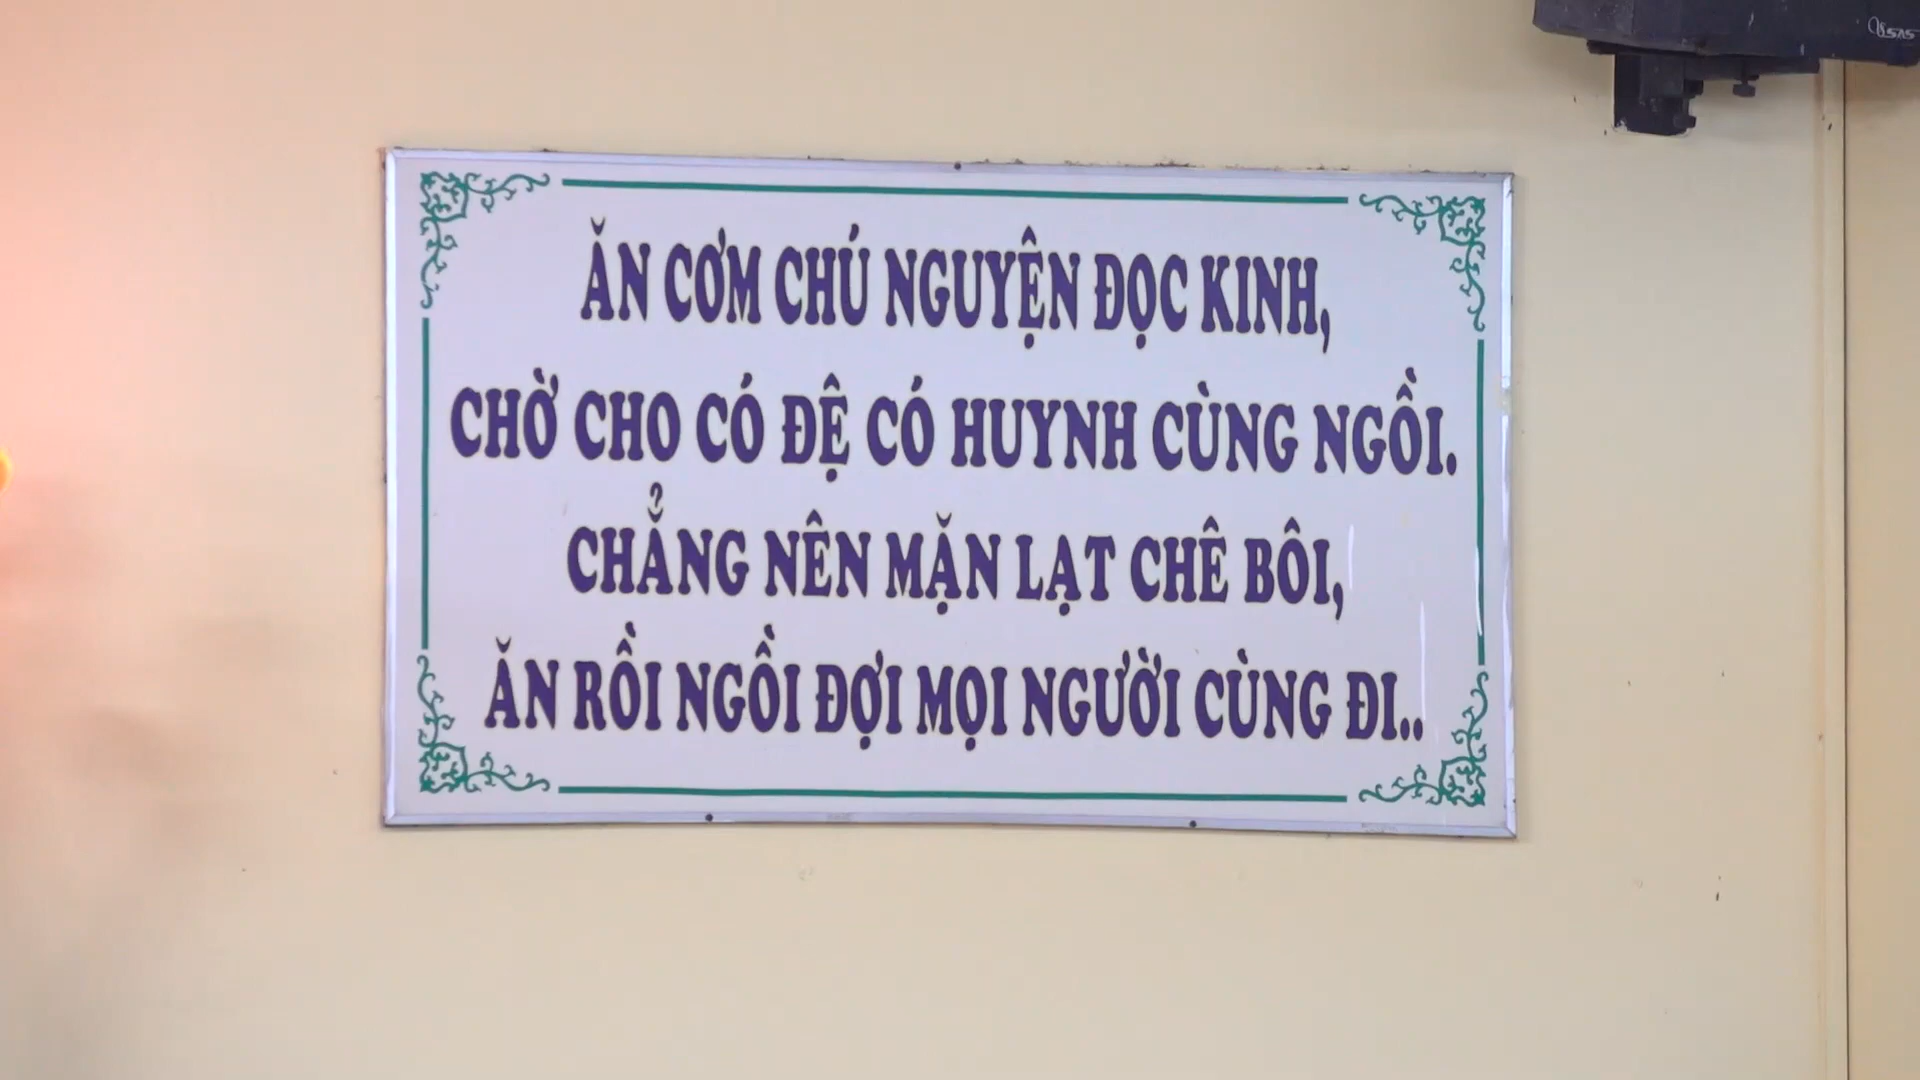 ĂN CƠM CHÚ NGUYỆN ĐỌC KINH,
CHỜ CHO CÓ ĐỆ CÓ HUYNH CÙNG NGỒI.
CHẲNG NÊN MẶN LẠT CHÊ BÔI,
ĂN RỒI NGỒI ĐỢI MỌI NGƯỜI CÙNG ĐI..